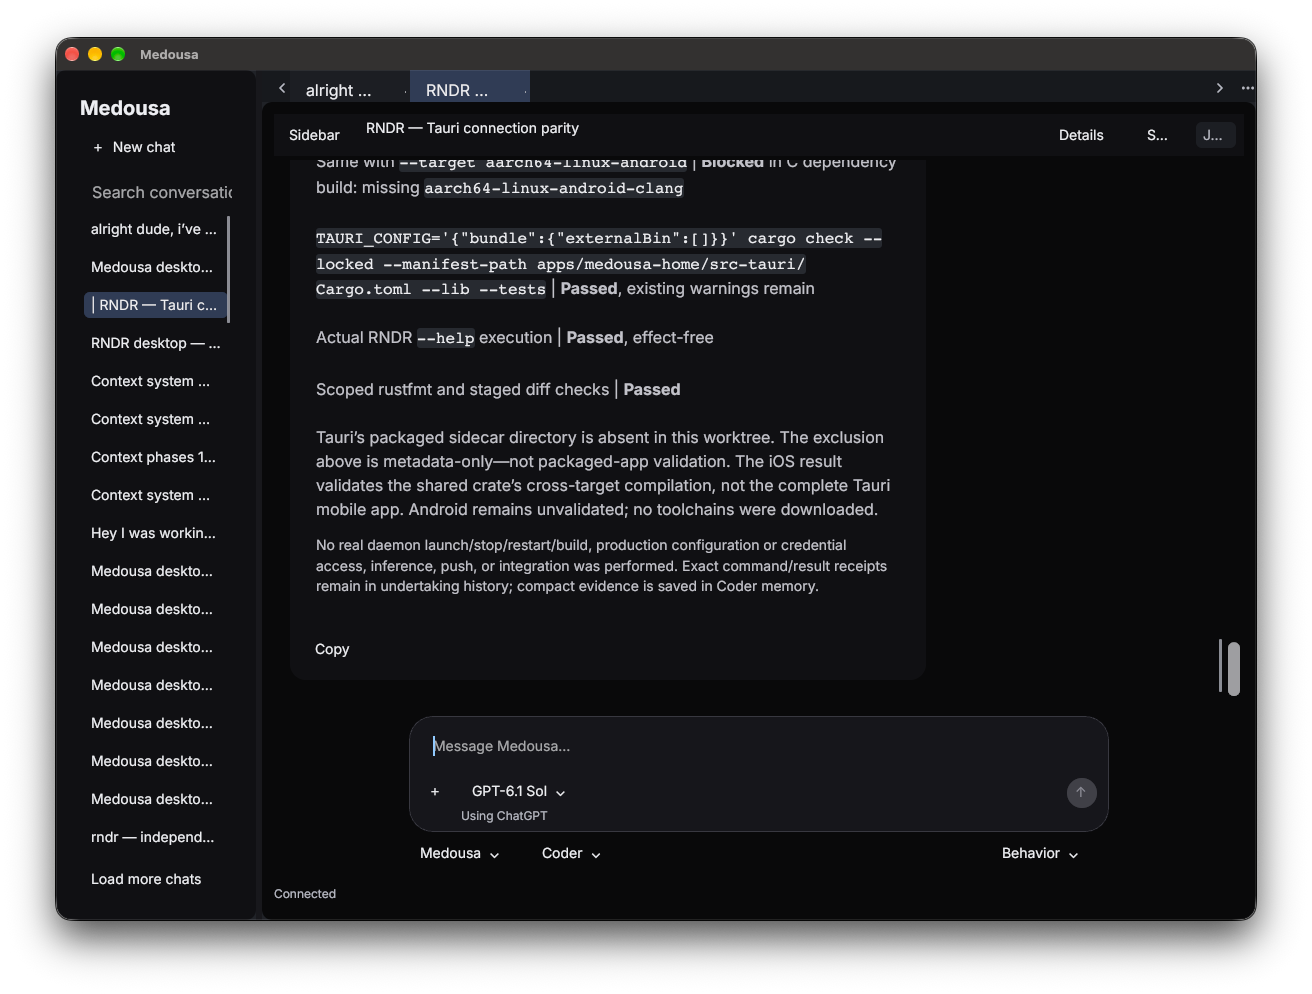 Medousa
Medousa
+ New chat
Search conversatic
alright dude, i’ve ...
Medousa deskto...
| RNDR — Tauri c...
RNDR desktop — ...
Context system ...
Context system ...
Context phases 1...
Context system ...
Hey I was workin...
Medousa deskto...
Medousa deskto...
Medousa deskto...
Medousa deskto...
Medousa deskto...
Medousa deskto...
Medousa deskto...
rndr — independ...
Load more chats
alright ...
RNDR ...
Sidebar
RNDR — Tauri connection parity
Details
S...
J...
Same with --target aarch64-linux-android | Blocked in C dependency
build: missing aarch64-linux-android-clang
TAURI_CONFIG='{"bundle":{"externalBin":[]}}' cargo check --
locked --manifest-path apps/medousa-home/src-tauri/
Cargo.toml --lib --tests | Passed, existing warnings remain
Actual RNDR --help execution | Passed, effect-free
Scoped rustfmt and staged diff checks | Passed
Tauri’s packaged sidecar directory is absent in this worktree. The exclusion
above is metadata-only—not packaged-app validation. The iOS result
validates the shared crate’s cross-target compilation, not the complete Tauri
mobile app. Android remains unvalidated; no toolchains were downloaded.
No real daemon launch/stop/restart/build, production configuration or credential
access, inference, push, or integration was performed. Exact command/result receipts
remain in undertaking history; compact evidence is saved in Coder memory.
Copy
Message Medousa...
+ GPT-6.1 Sol
Using ChatGPT
Medousa
Coder
Behavior
Connected